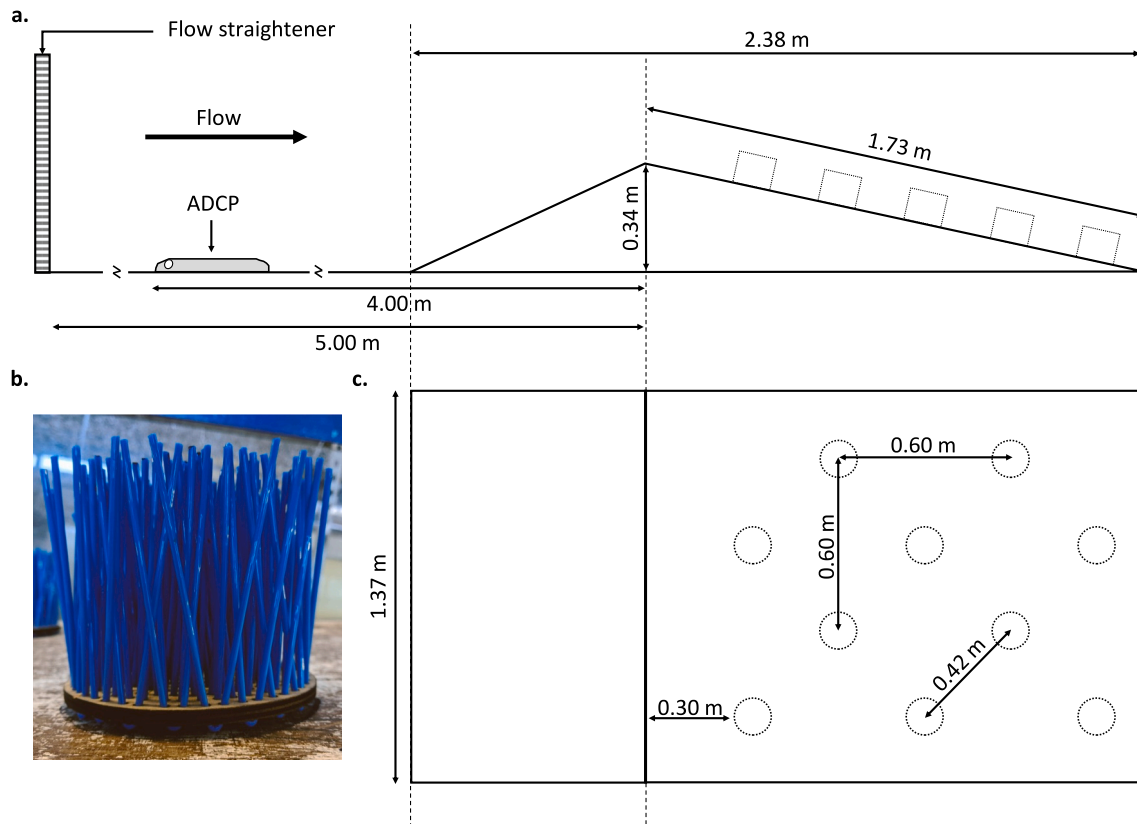 a.
Flow straightener
2.38 m
Flow
1.73 m
ADCP
0.34 m
4.00 m
5.00 m
b.
c.
0.60 m
0.60 m
1.37 m
0.42 m
0.30 m